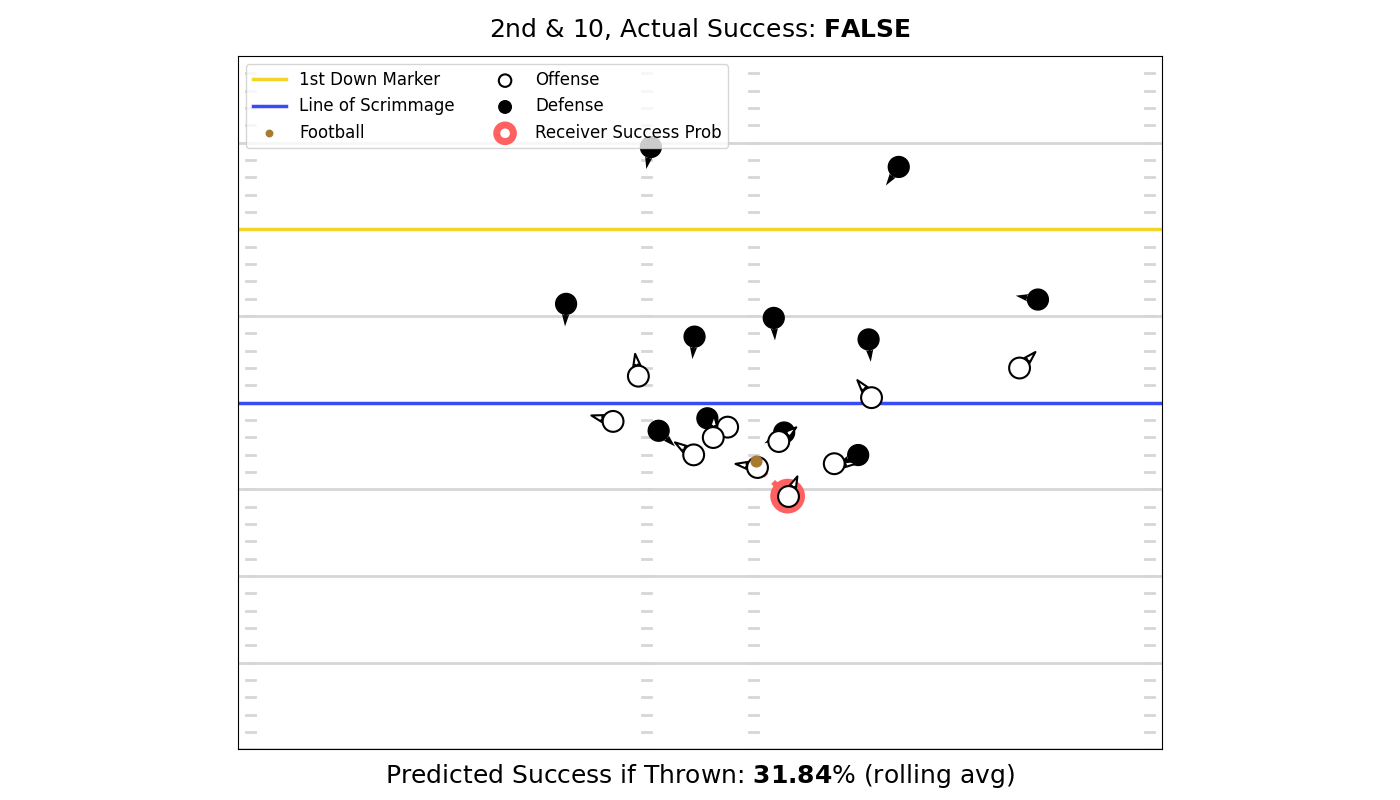 2nd & 10, Actual Success: FALSE
1st Down Marker
Line of Scrimmage
Football
Offense
Defense
Receiver Success Prob
Predicted Success if Thrown: 31.84% (rolling avg)